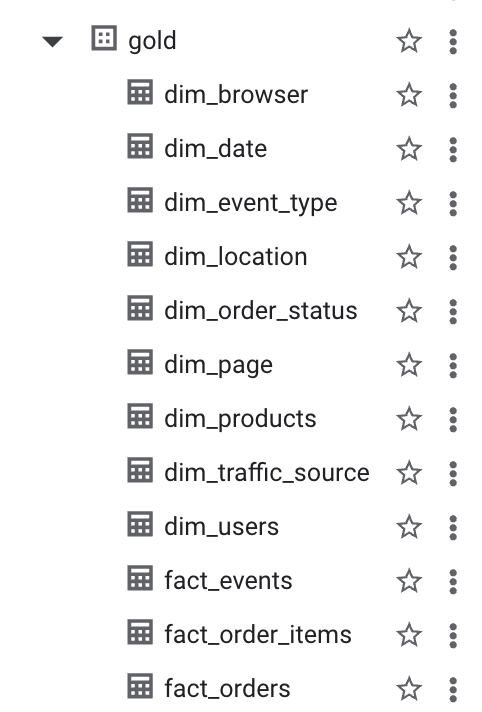 gold
dim_browser
dim_date
dim_event_type
dim_location
dim_order_status
dim_page
dim_products
dim_traffic_source
dim_users
fact_events
fact_order_items
fact_orders